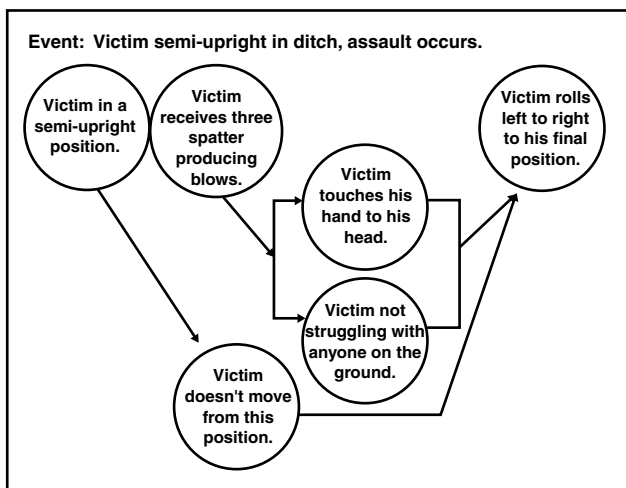 Event: Victim semi-upright in ditch, assault occurs.
Victim in a
semi-upright
position.
Victim
receives three
spatter
producing
blows.
Victim rolls
left to right
to his final
position.
Victim
touches his
hand to his
head.
Victim not
struggling with
anyone on the
ground.
Victim
doesn't move
from this
position.